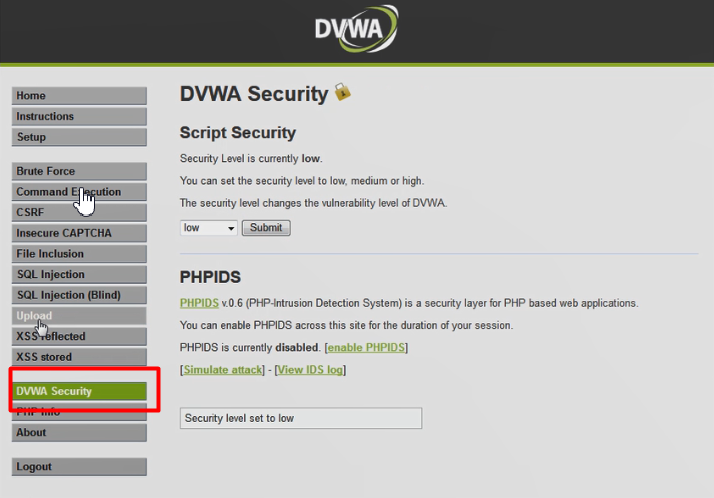 DVWA
Home
Instructions
Setup
Brute Force
Command Execution
CSRF
Insecure CAPTCHA
File Inclusion
SQL Injection
SQL Injection (Blind)
Upload
XSS reflected
XSS stored
DVWA Security
PHP Info
About
Logout
DVWA Security
Script Security
Security Level is currently low.
You can set the security level to low, medium or high.
The security level changes the vulnerability level of DVWA.
low Submit
PHPIDS
PHPIDS v.0.6 (PHP-Intrusion Detection System) is a security layer for PHP based web applications.
You can enable PHPIDS across this site for the duration of your session.
PHPIDS is currently disabled. [enable PHPIDS]
[Simulate attack] - [View IDS log]
Security level set to low